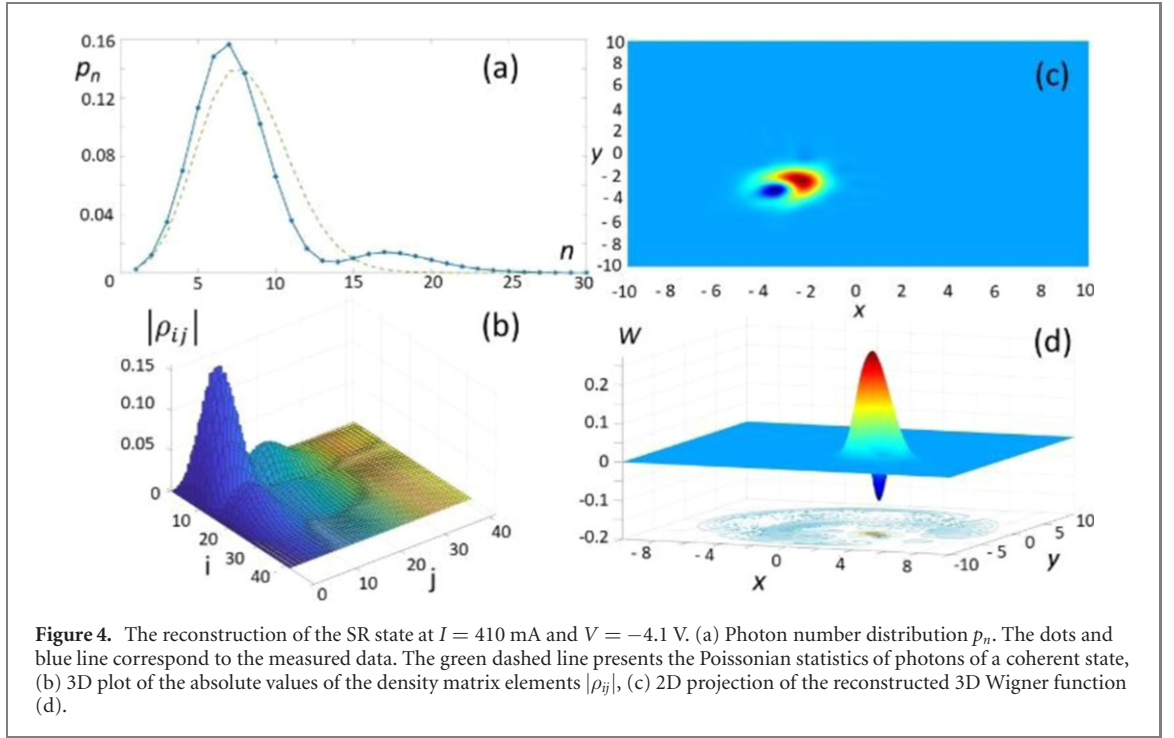 0.16
p_n
0.12
0.08
0.04
0
5
10
15
20
25
30
n
(a)
10
8
6
4
2
y 0
- 2
- 4
- 6
- 8
-10
-10 - 8 - 6 - 4 - 2 0 2 4 6 8 10
x
(c)
|ρij|
(b)
0.15
0.10
0.05
0
10
20
30
40
i
0
10
20
30
40
j
W
(d)
0.2
0.1
0
-0.1
-0.2
- 8 - 4 0 4 8
x
-10
- 5
0
5
10
y
Figure 4. The reconstruction of the SR state at I = 410 mA and V = −4.1 V. (a) Photon number distribution pn. The dots and
blue line correspond to the measured data. The green dashed line presents the Poissonian statistics of photons of a coherent state,
(b) 3D plot of the absolute values of the density matrix elements |ρij|, (c) 2D projection of the reconstructed 3D Wigner function
(d).